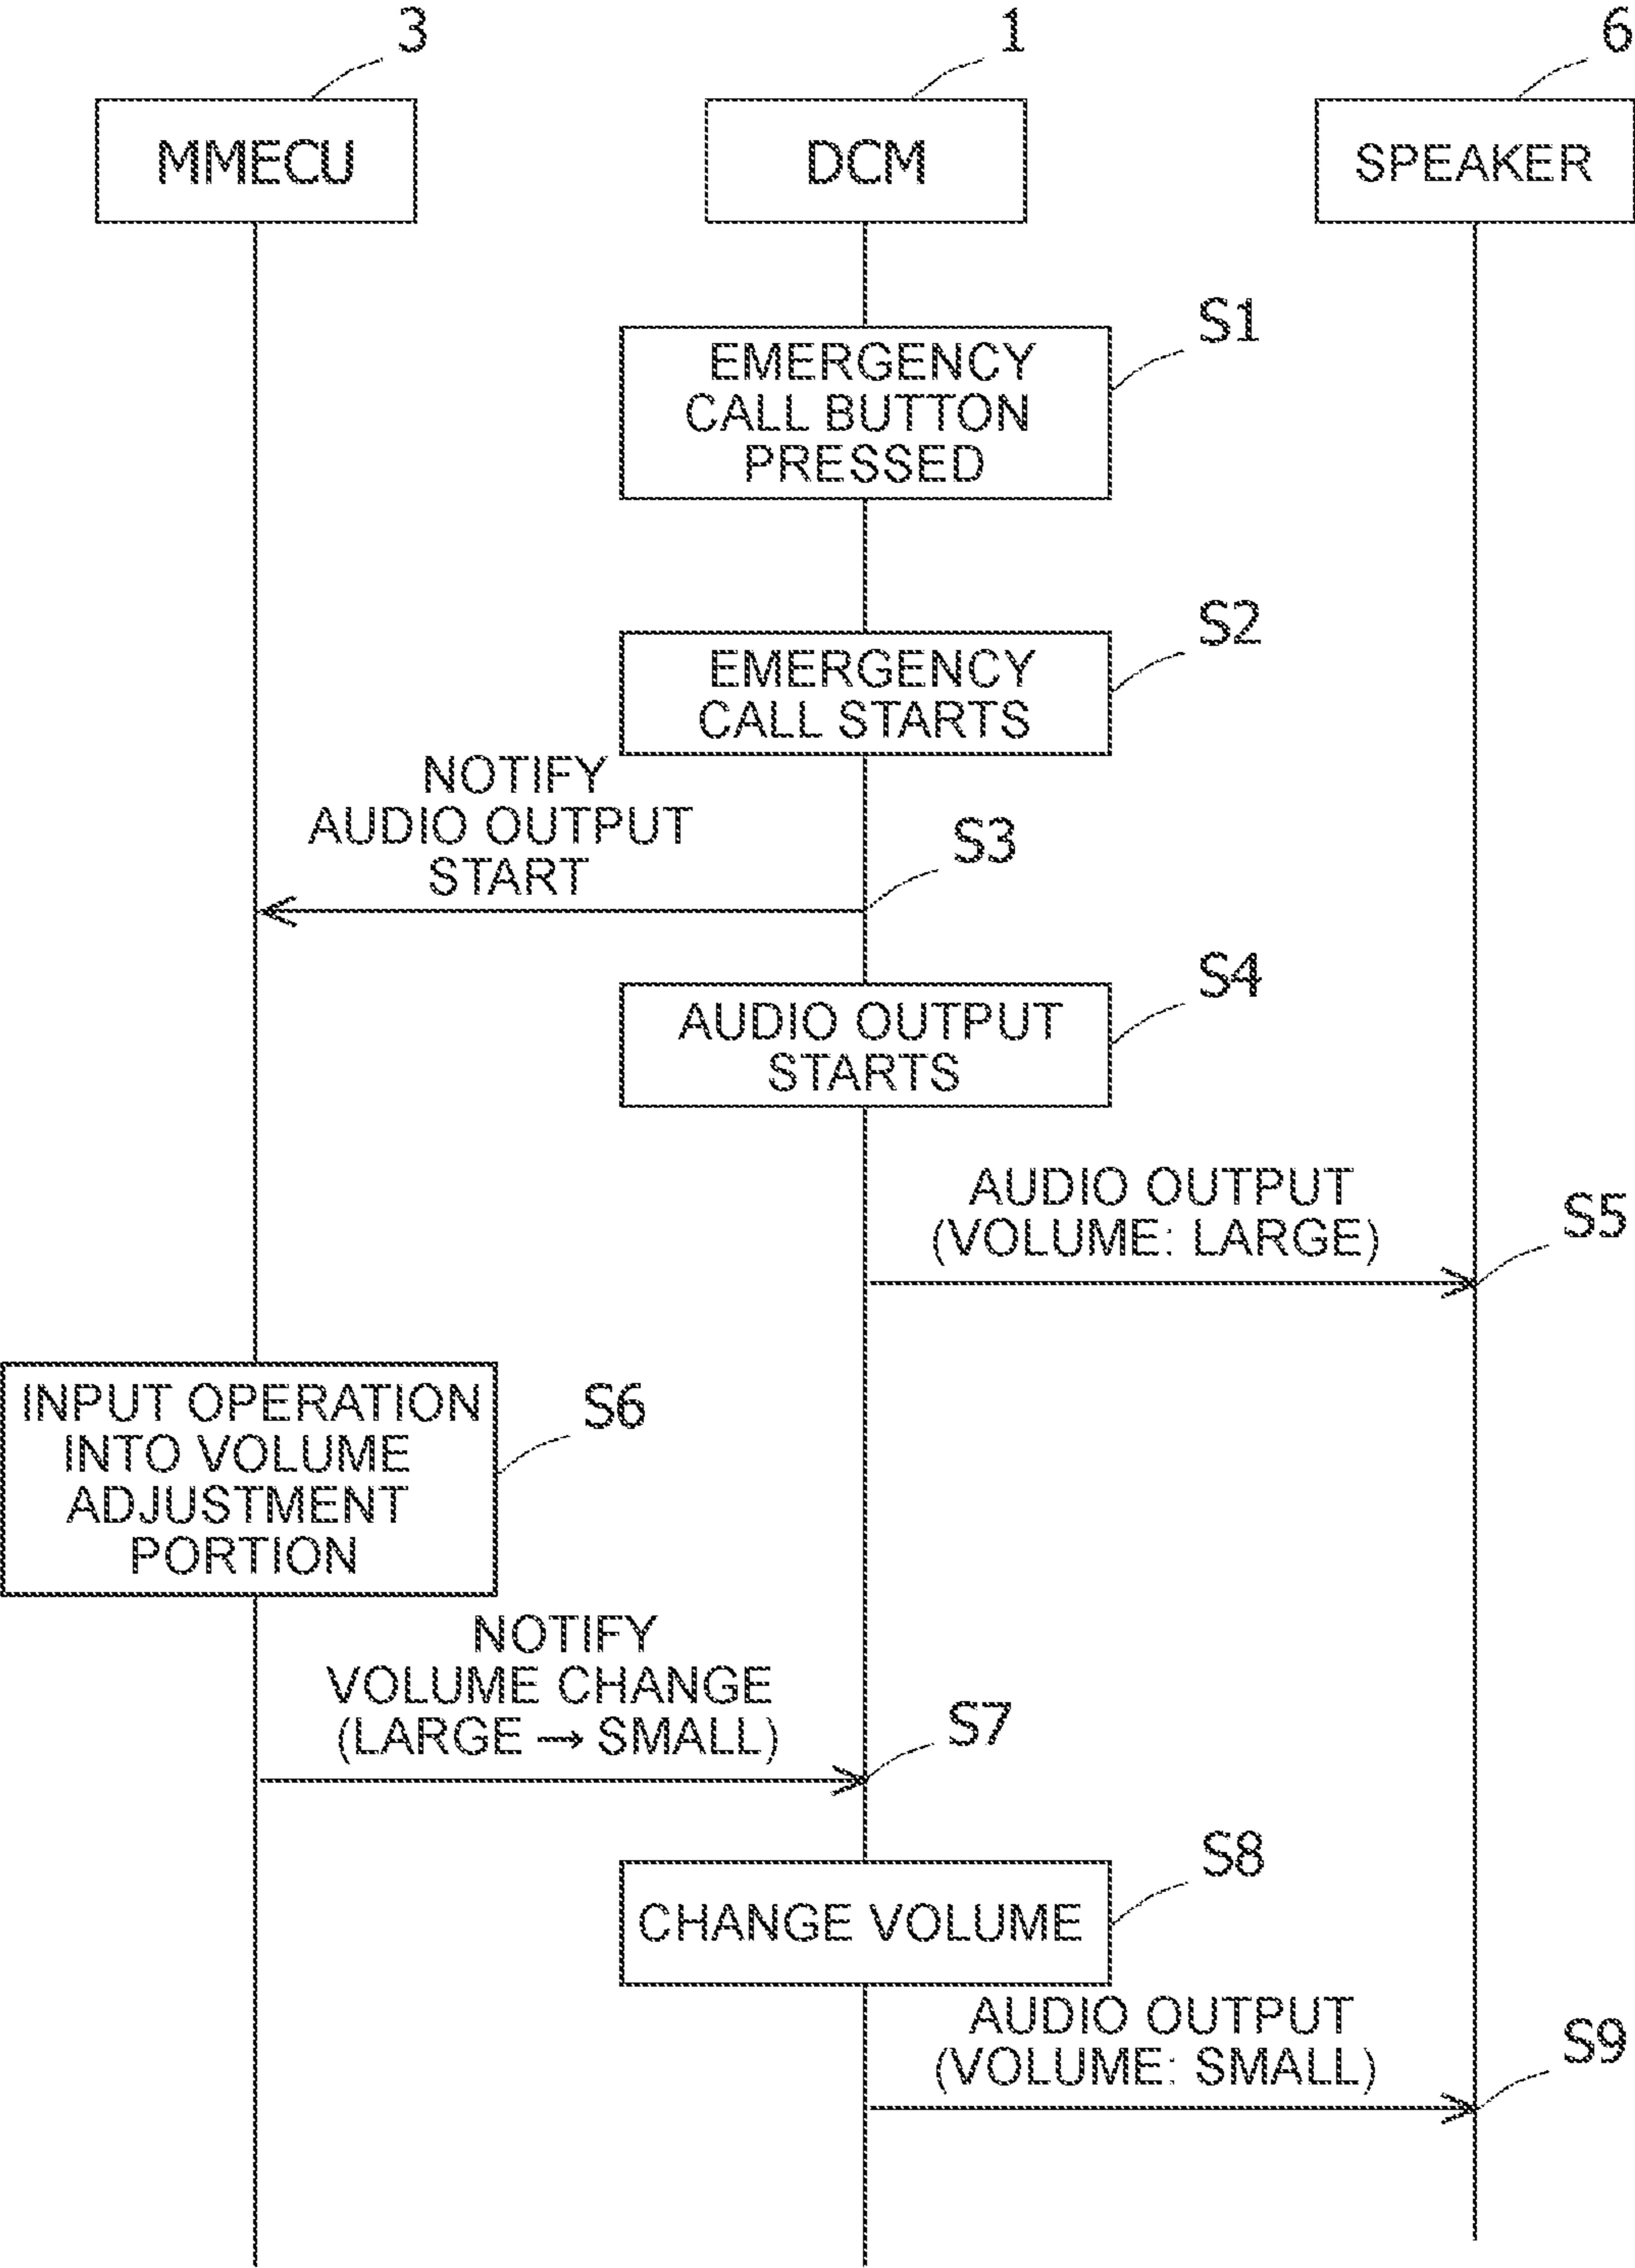 3
1
6
MMECU
DCM
SPEAKER
S1
EMERGENCY
CALL BUTTON
PRESSED
S2
EMERGENCY
CALL STARTS
NOTIFY
AUDIO OUTPUT
START
S3
S4
AUDIO OUTPUT
STARTS
AUDIO OUTPUT
(VOLUME: LARGE)
S5
INPUT OPERATION
INTO VOLUME
ADJUSTMENT
PORTION
S6
NOTIFY
VOLUME CHANGE
(LARGE → SMALL)
S7
S8
CHANGE VOLUME
AUDIO OUTPUT
(VOLUME: SMALL)
S9